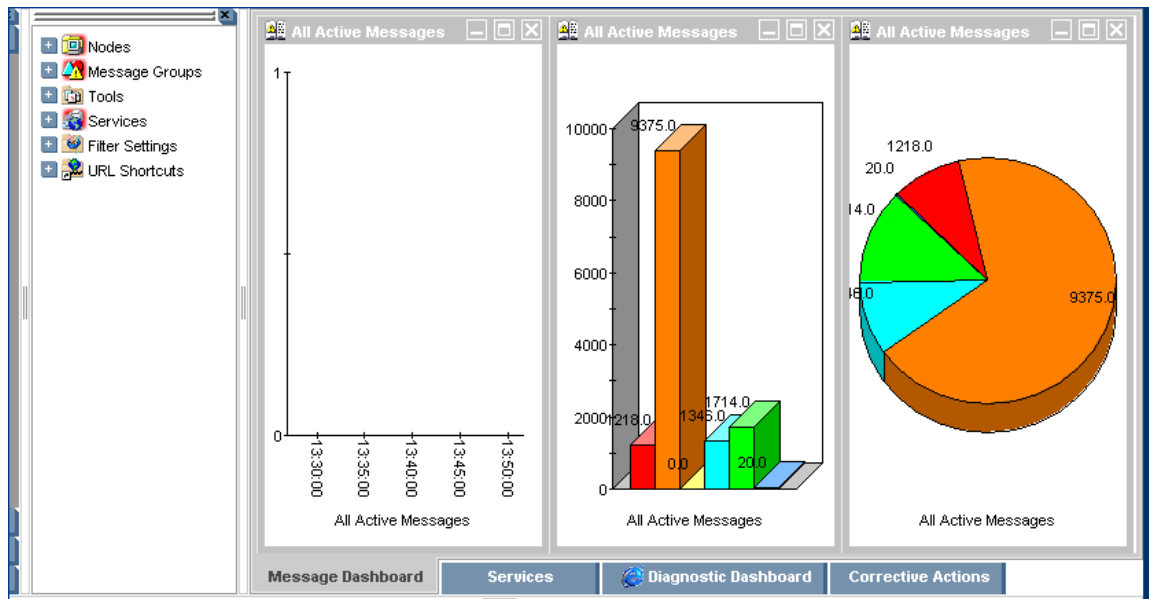 Nodes
Message Groups
Tools
Services
Filter Settings
URL Shortcuts
All Active Messages
1
0
13:30:00
13:35:00
13:40:00
13:45:00
13:50:00
All Active Messages
All Active Messages
10000
8000
6000
4000
2000
0
9375.0
1218.0
0.0
1346.0
1714.0
20.0
All Active Messages
All Active Messages
1218.0
20.0
14.0
46.0
9375.0
All Active Messages
Message Dashboard
Services
Diagnostic Dashboard
Corrective Actions